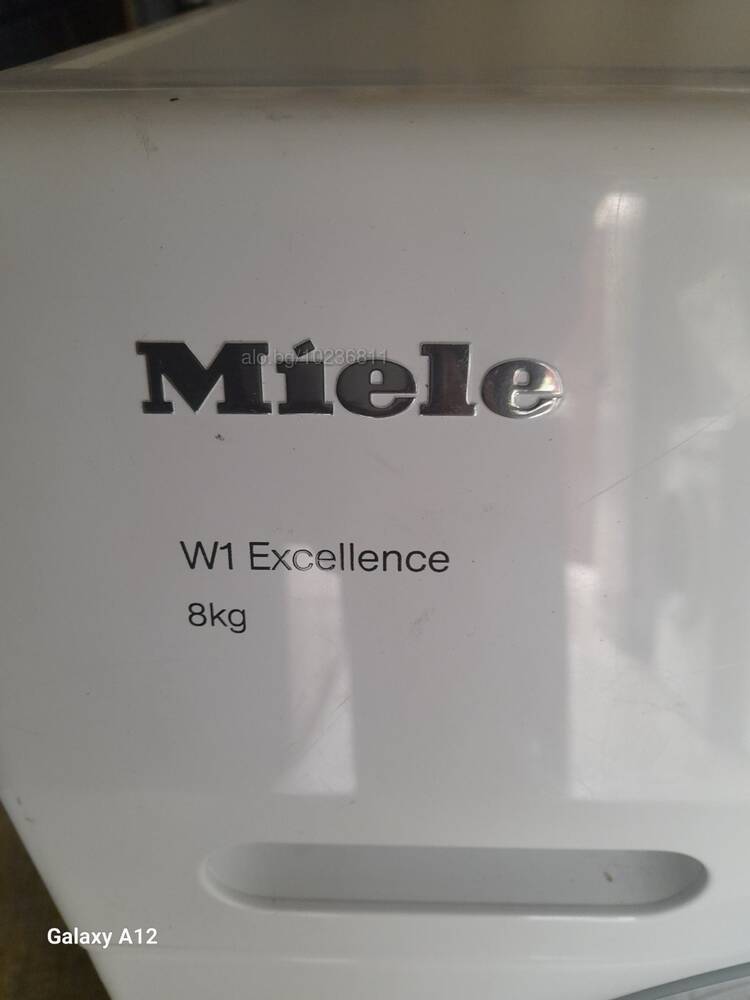 Miele
alo.bg/10236811
W1 Excellence
8kg
Galaxy A12